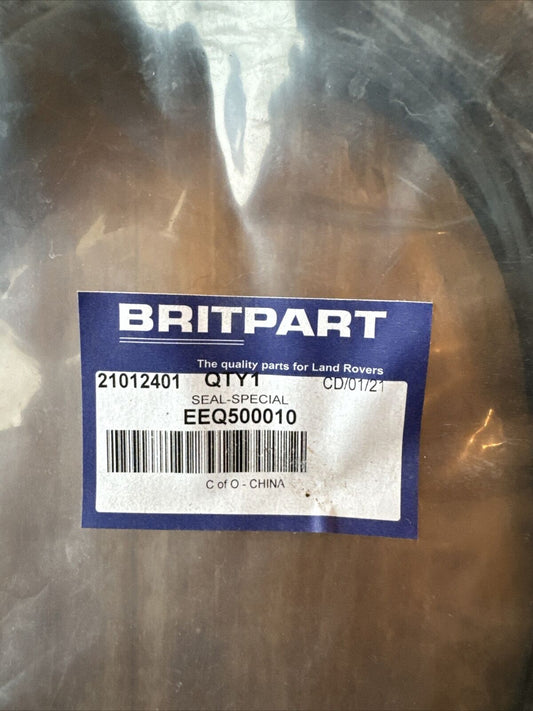 BRITPART
The quality parts for Land Rovers
21012401 QTY1 CD/01/21
SEAL-SPECIAL
EEQ500010
C of O - CHINA